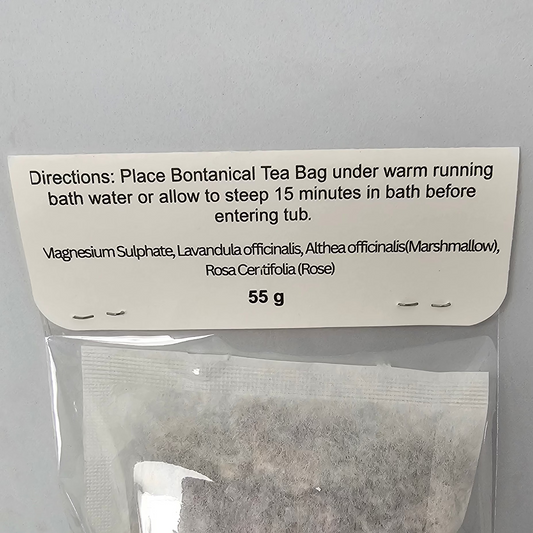 Directions: Place Bontanical Tea Bag under warm running
bath water or allow to steep 15 minutes in bath before
entering tub.
Magnesium Sulphate, Lavandula officinalis, Althea officinalis(Marshmallow),
Rosa Centifolia (Rose)
55 g